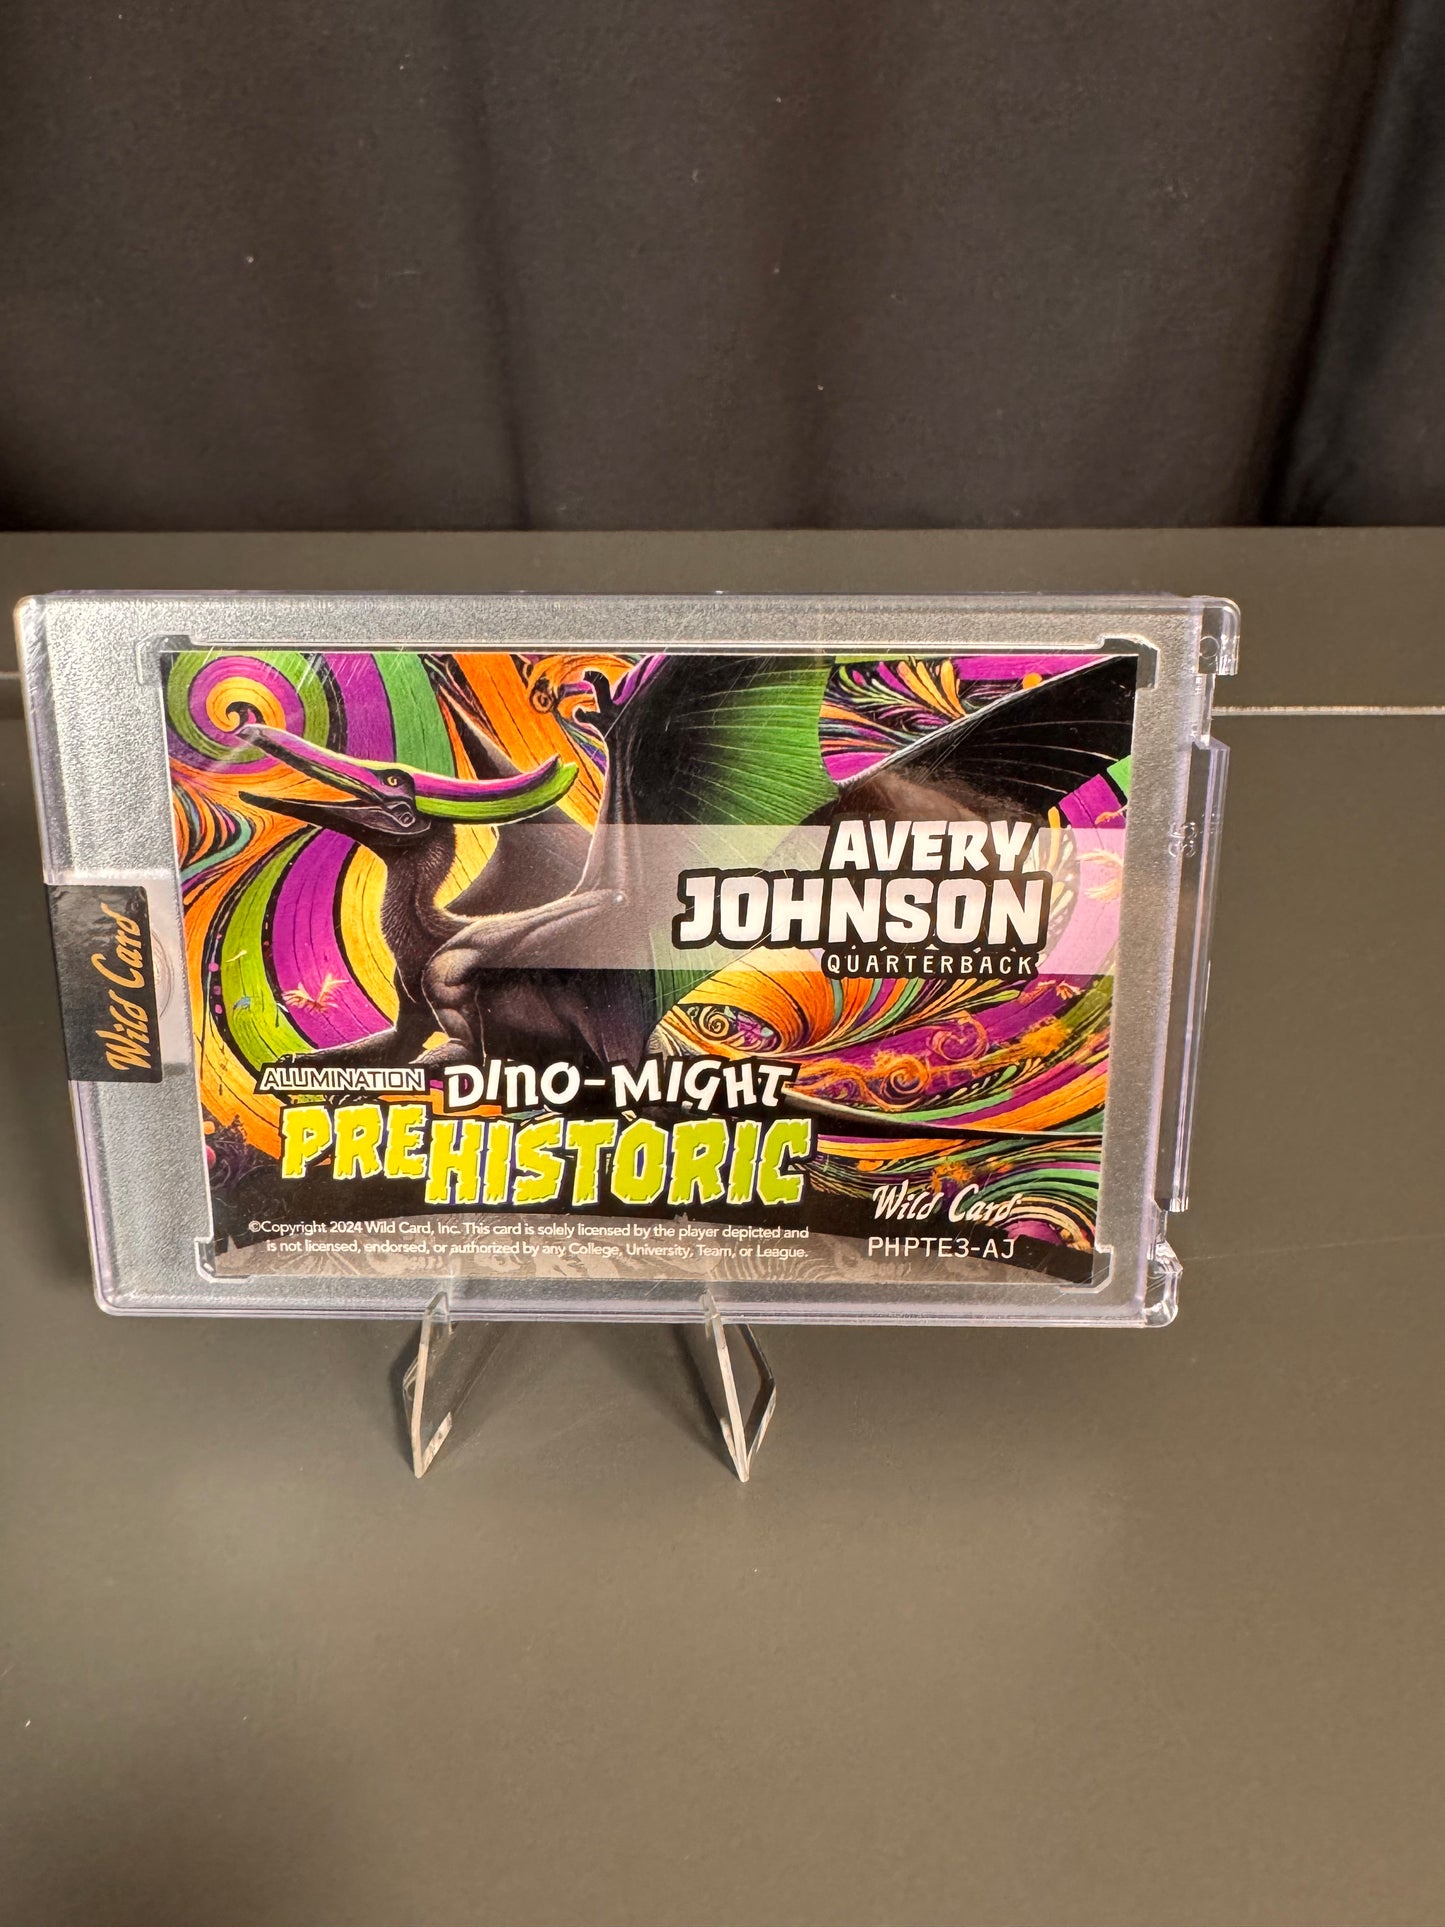 AVERY
JOHNSON
QUARTERBACK
Wild Card
ALUMINATION DINO-MIGHT
PREHISTORIC
Wild Card
©Copyright 2024 Wild Card, Inc. This card is solely licensed by the player depicted and
is not licensed, endorsed, or authorized by any College, University, Team, or League.
PHPTE3-AJ